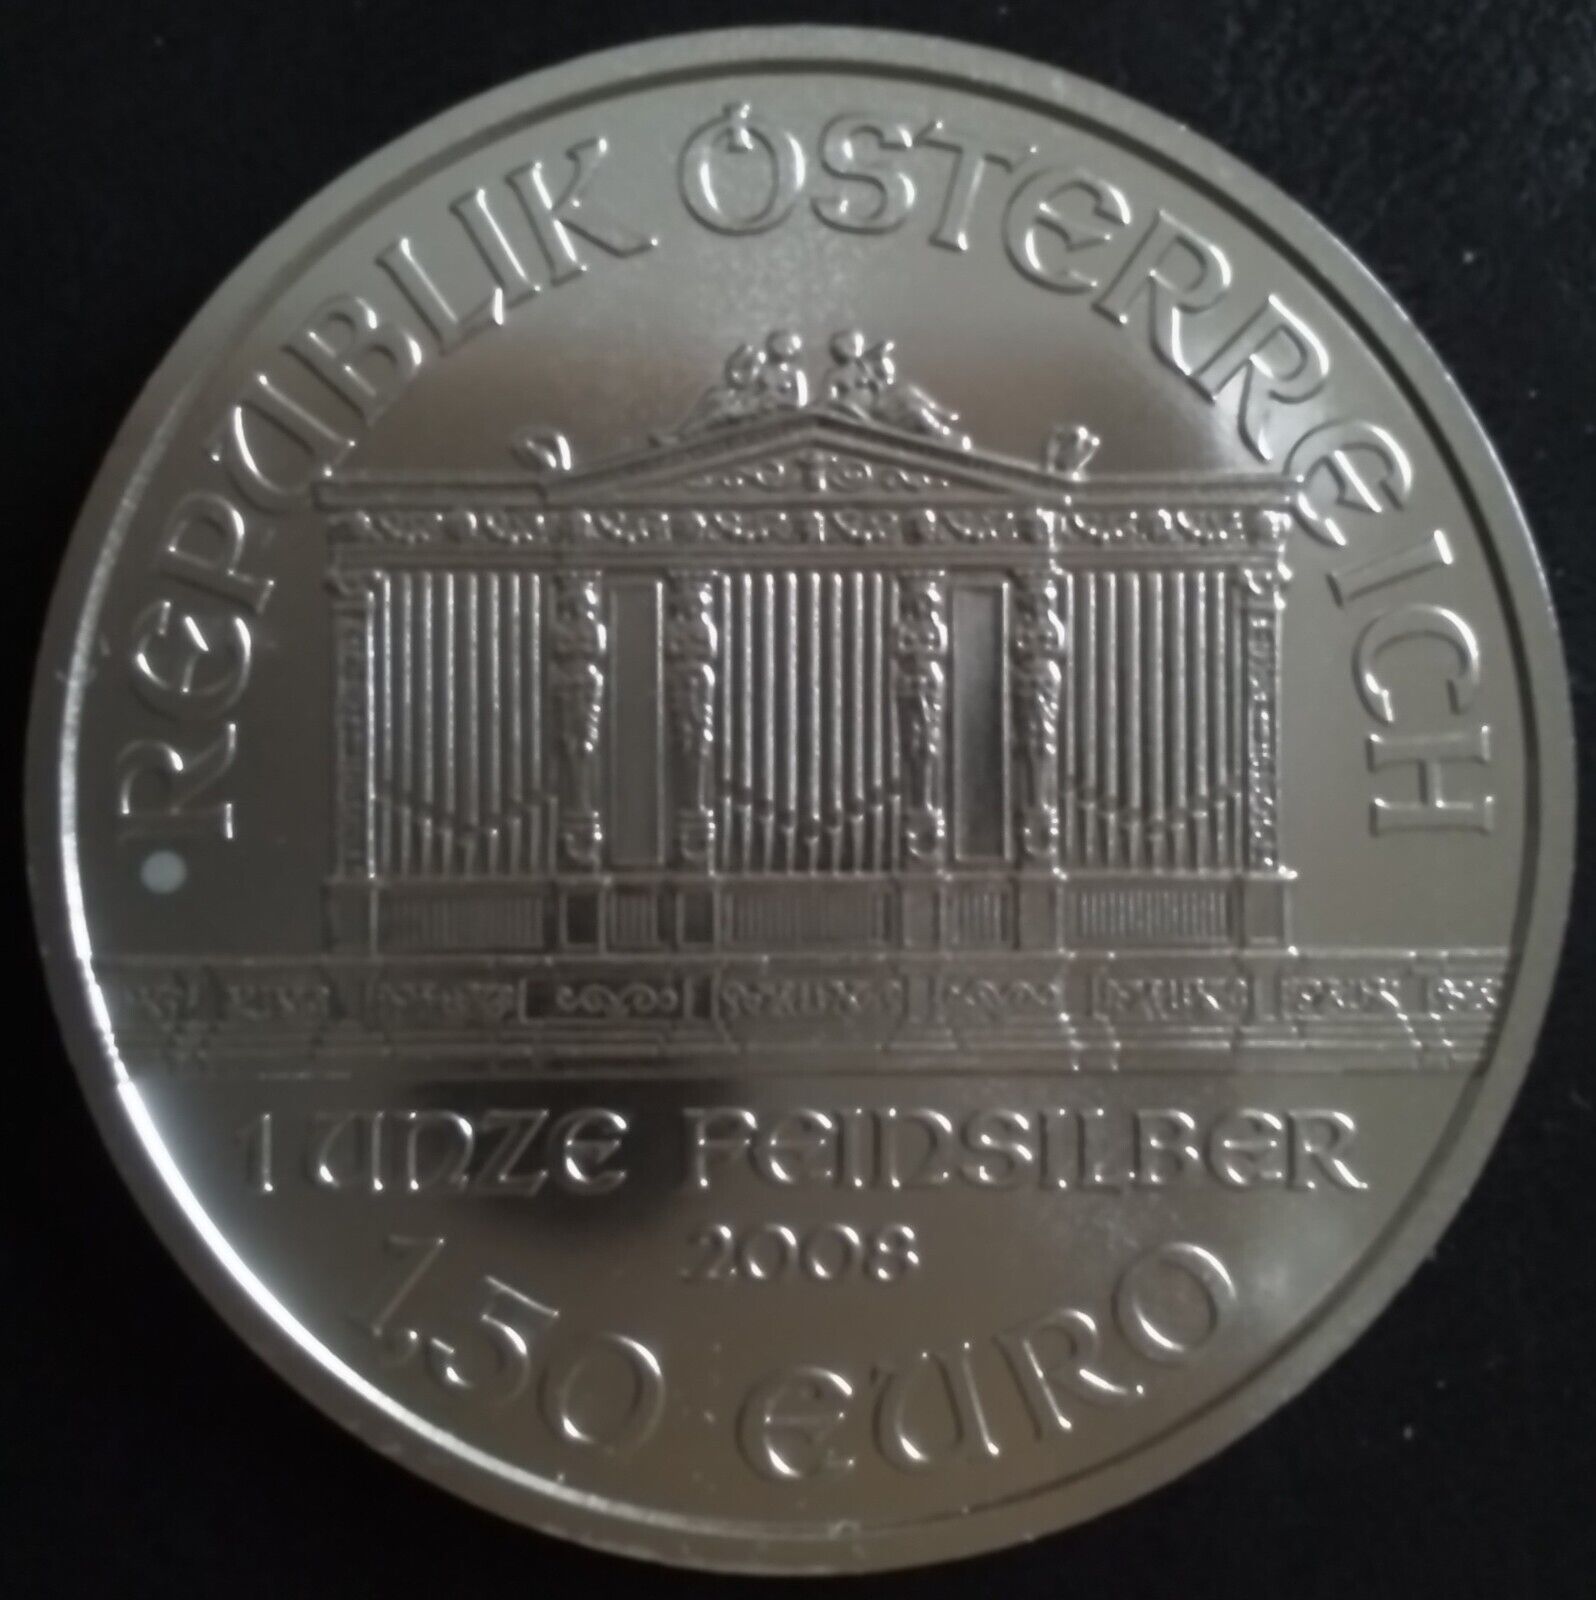 REPUBLIK ÖSTERREICH
1 UNZE FEINSILBER
2008
1,50 EURO